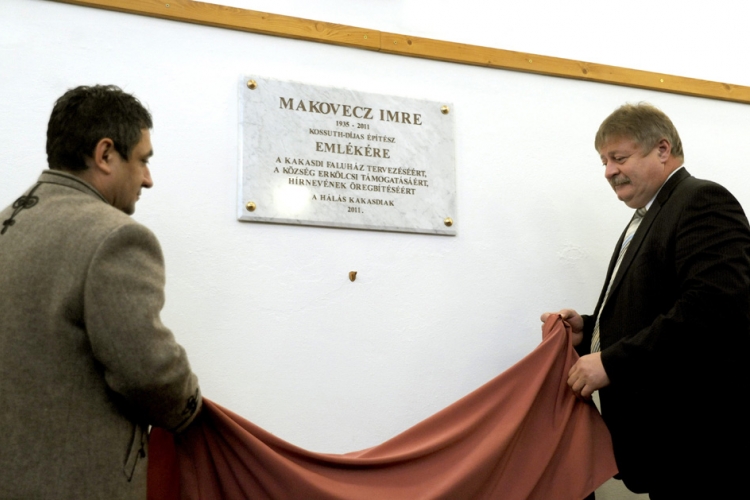 MAKOVECZ IMRE
1935 - 2011
KOSSUTH-DÍJAS ÉPÍTÉSZ
EMLÉKÉRE
A KAKASDI FALUHÁZ TERVEZÉSÉÉRT,
A KÖZSÉG ERKÖLCSI TÁMOGATÁSÁÉRT,
HÍRNEVÉNEK ÖREGBÍTÉSÉÉRT
A HÁLÁS KAKASDIAK
2011.